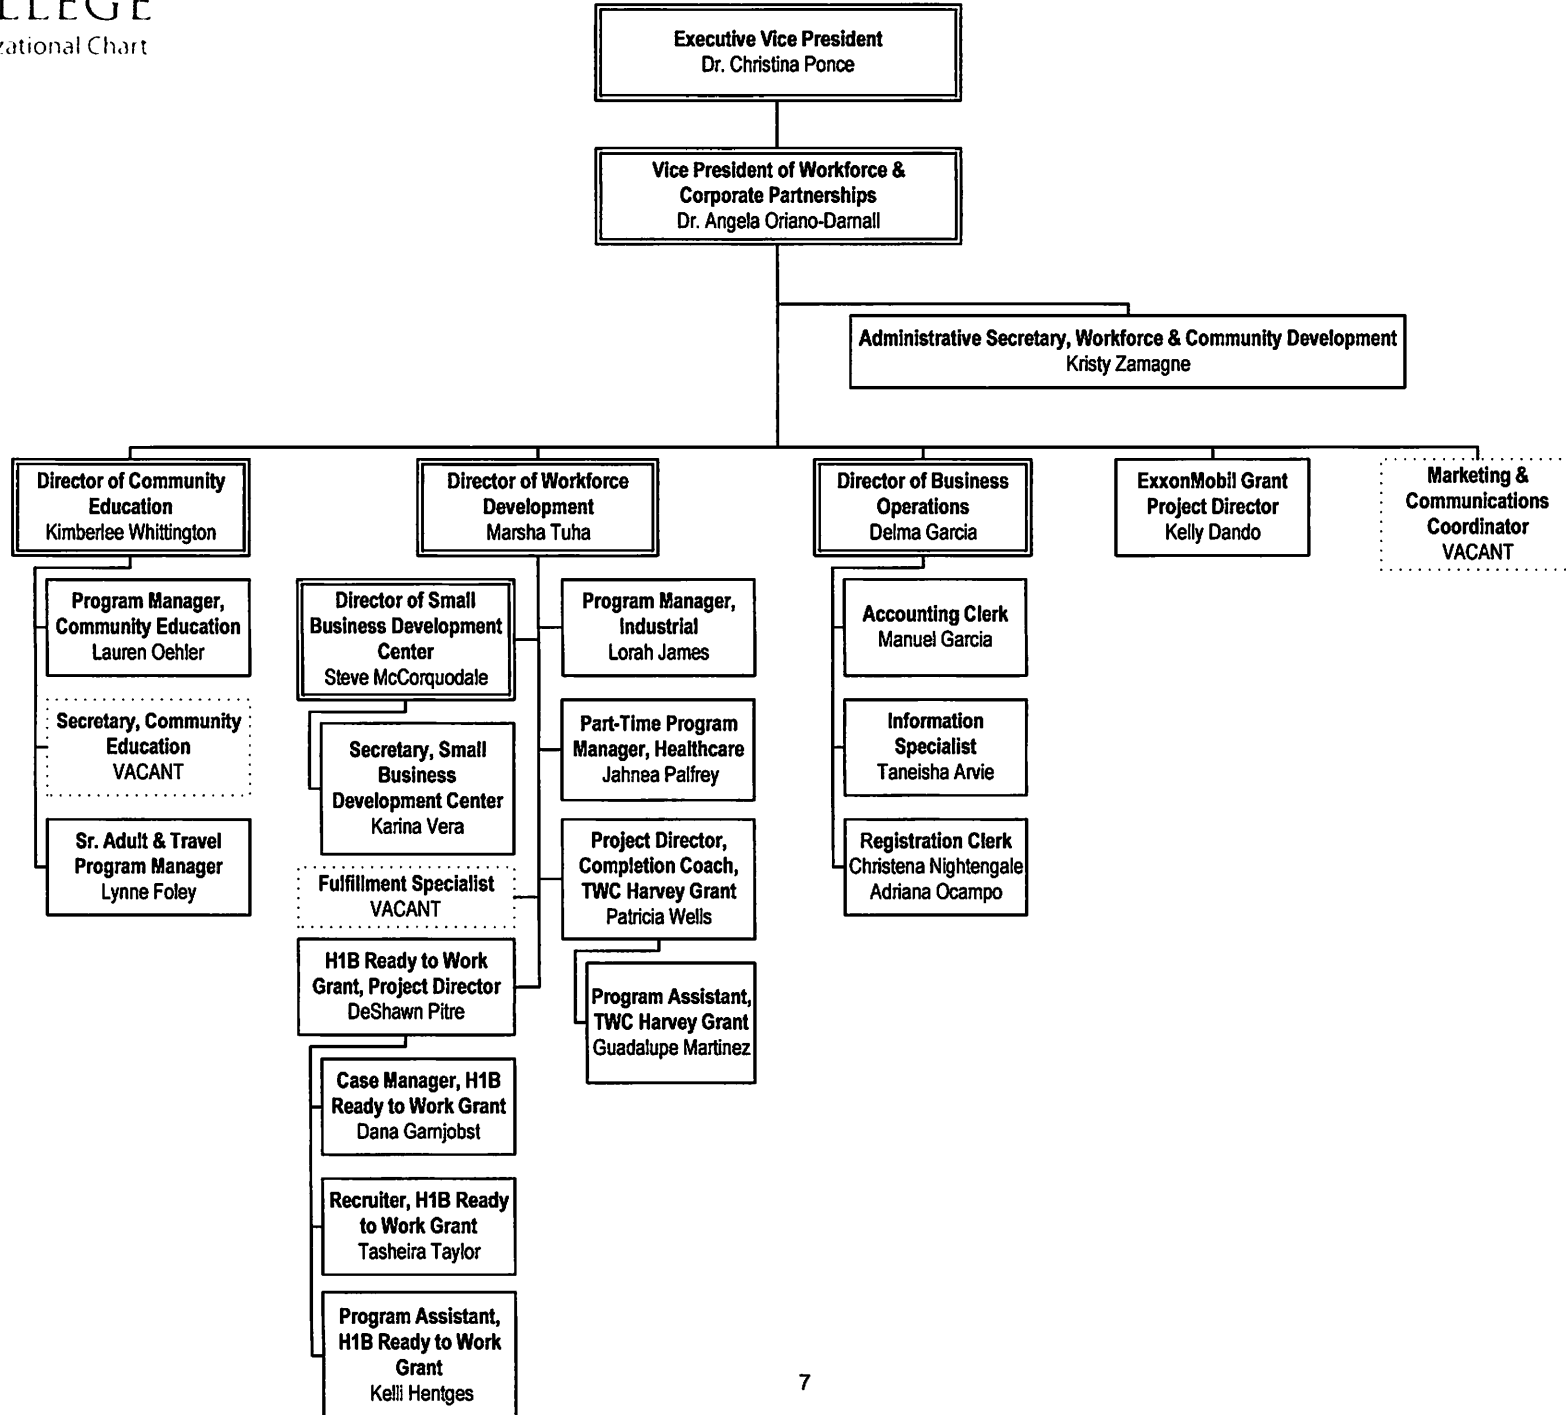 zational Chart
Executive Vice President
Dr. Christina Ponce
Vice President of Workforce &
Corporate Partnerships
Dr. Angela Oriano-Darnall
Administrative Secretary, Workforce & Community Development
Kristy Zamagne
Director of Community
Education
Kimberlee Whittington
Program Manager,
Community Education
Lauren Oehler
Secretary, Community
Education
VACANT
Sr. Adult & Travel
Program Manager
Lynne Foley
Director of Workforce
Development
Marsha Tuha
Director of Small
Business Development
Center
Steve McCorquodale
Secretary, Small
Business
Development Center
Karina Vera
Fulfillment Specialist
VACANT
H1B Ready to Work
Grant, Project Director
DeShawn Pitre
Case Manager, H1B
Ready to Work Grant
Dana Garnjobst
Recruiter, H1B Ready
to Work Grant
Tasheira Taylor
Program Assistant,
H1B Ready to Work
Grant
Kelli Hentges
Program Manager,
Industrial
Lorah James
Part-Time Program
Manager, Healthcare
Jahnea Palfrey
Project Director,
Completion Coach,
TWC Harvey Grant
Patricia Wells
Program Assistant,
TWC Harvey Grant
Guadalupe Martinez
Director of Business
Operations
Delma Garcia
Accounting Clerk
Manuel Garcia
Information
Specialist
Taneisha Arvie
Registration Clerk
Christena Nightengale
Adriana Ocampo
ExxonMobil Grant
Project Director
Kelly Dando
Marketing &
Communications
Coordinator
VACANT
7